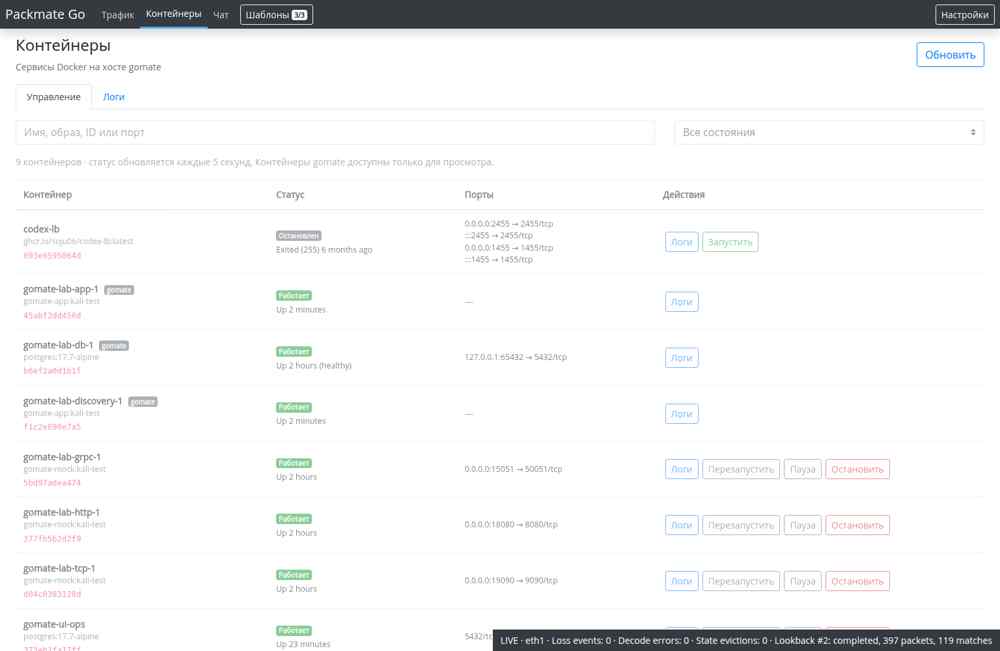 Packmate Go Трафик Контейнеры Чат Шаблоны 3/3 Настройки
Контейнеры
Обновить
Сервисы Docker на хосте gomate
Управление Логи
Имя, образ, ID или порт Все состояния
9 контейнеров · статус обновляется каждые 5 секунд. Контейнеры gomate доступны только для просмотра.
Контейнер Статус Порты Действия
codex-lb
ghcr.io/soju06/codex-lb:latest
Остановлен
Exited (255) 6 months ago
0.0.0.0:2455 → 2455/tcp
:::2455 → 2455/tcp
0.0.0.0:1455 → 1455/tcp
:::1455 → 1455/tcp
Логи Запустить
gomate-lab-app-1 gomate
gomate-app:kali-test
Работает
Up 2 minutes
—
Логи
gomate-lab-db-1 gomate
postgres:17.7-alpine
b6ef2a0d1b1f
Работает
Up 2 hours (healthy)
127.0.0.1:65432 → 5432/tcp
Логи
gomate-lab-discovery-1 gomate
gomate-app:kali-test
f1c2e890e7a5
Работает
Up 2 minutes
—
Логи
gomate-lab-grpc-1
gomate-mock:kali-test
5bd97adea474
Работает
Up 2 hours
0.0.0.0:15051 → 50051/tcp
Логи Перезапустить Пауза Остановить
gomate-lab-http-1
gomate-mock:kali-test
277fb5b2d2f9
Работает
Up 2 hours
0.0.0.0:18080 → 8080/tcp
Логи Перезапустить Пауза Остановить
gomate-lab-tcp-1
gomate-mock:kali-test
d04c0383128d
Работает
Up 2 hours
0.0.0.0:19090 → 9090/tcp
Логи Перезапустить Пауза Остановить
gomate-ui-ops
postgres:17.7-alpine
Работает
Up 23 minutes
LIVE · eth1 · Loss events: 0 · Decode errors: 0 · State evictions: 0 · Lookback #2: completed, 397 packets, 119 matches